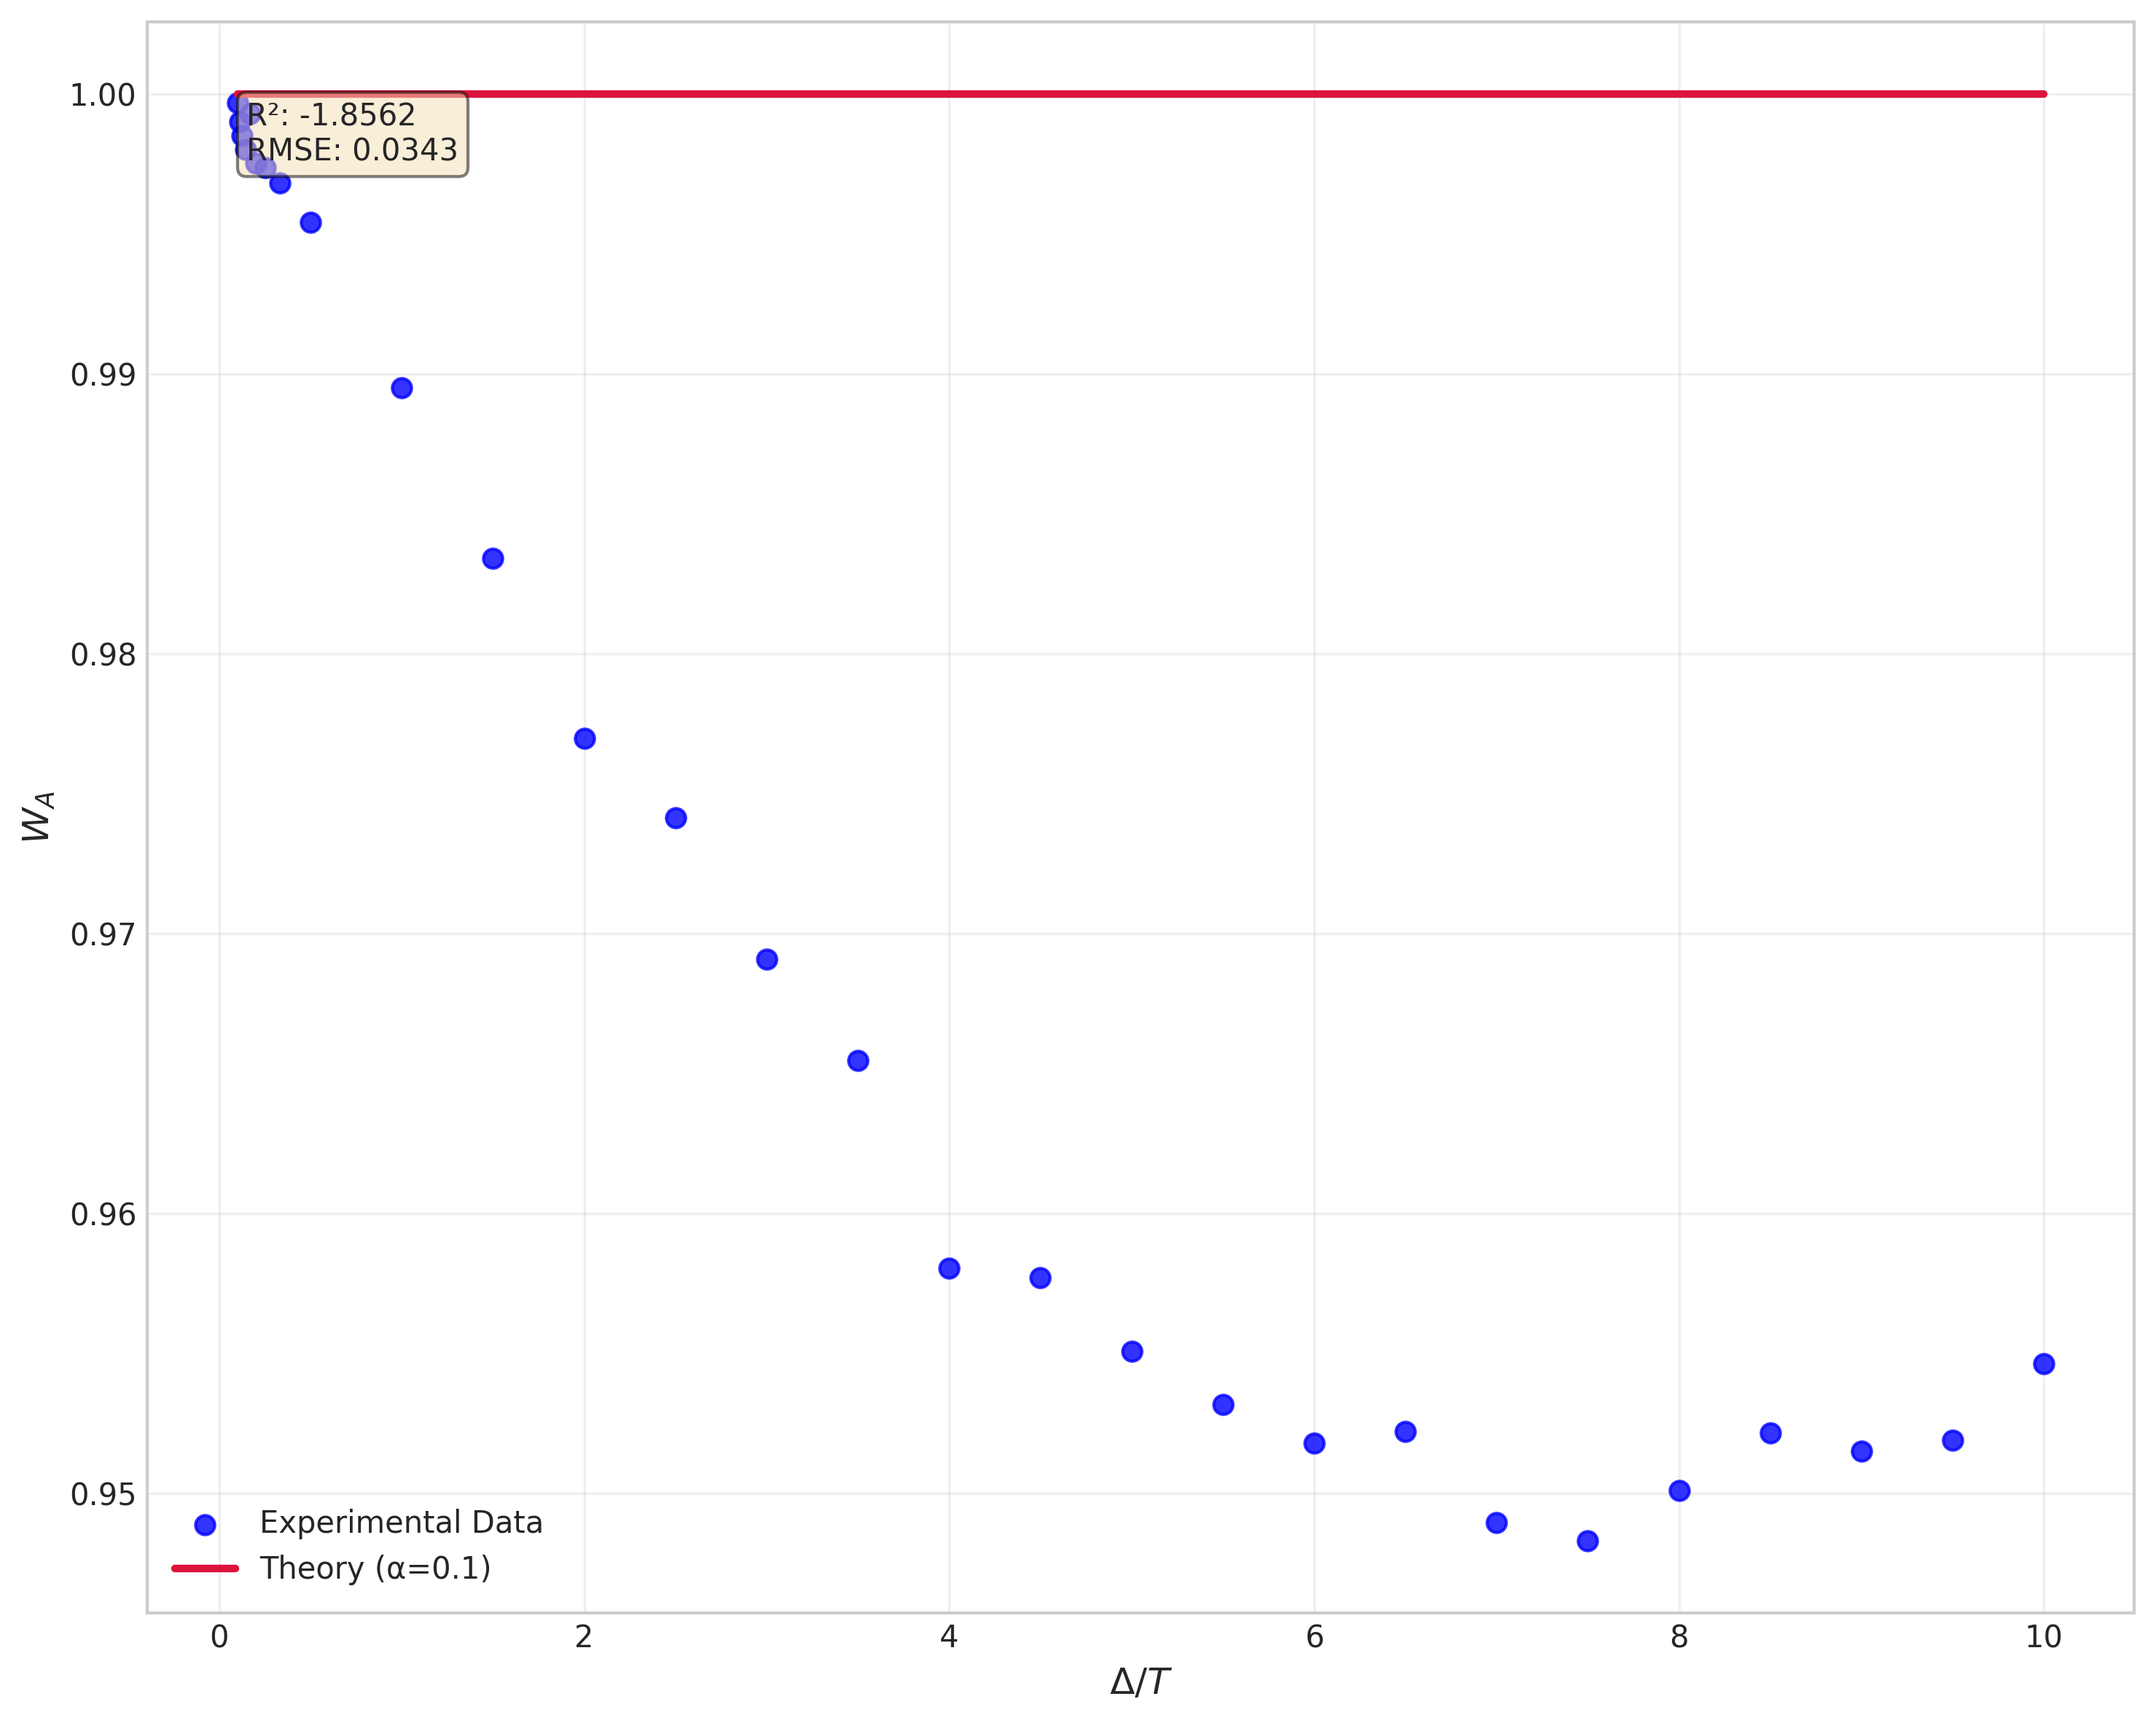 1.00
0.99
0.98
0.97
0.96
0.95
R²: -1.8562
RMSE: 0.0343
W_A
Experimental Data
Theory (α=0.1)
0
2
4
6
8
10
Δ/T